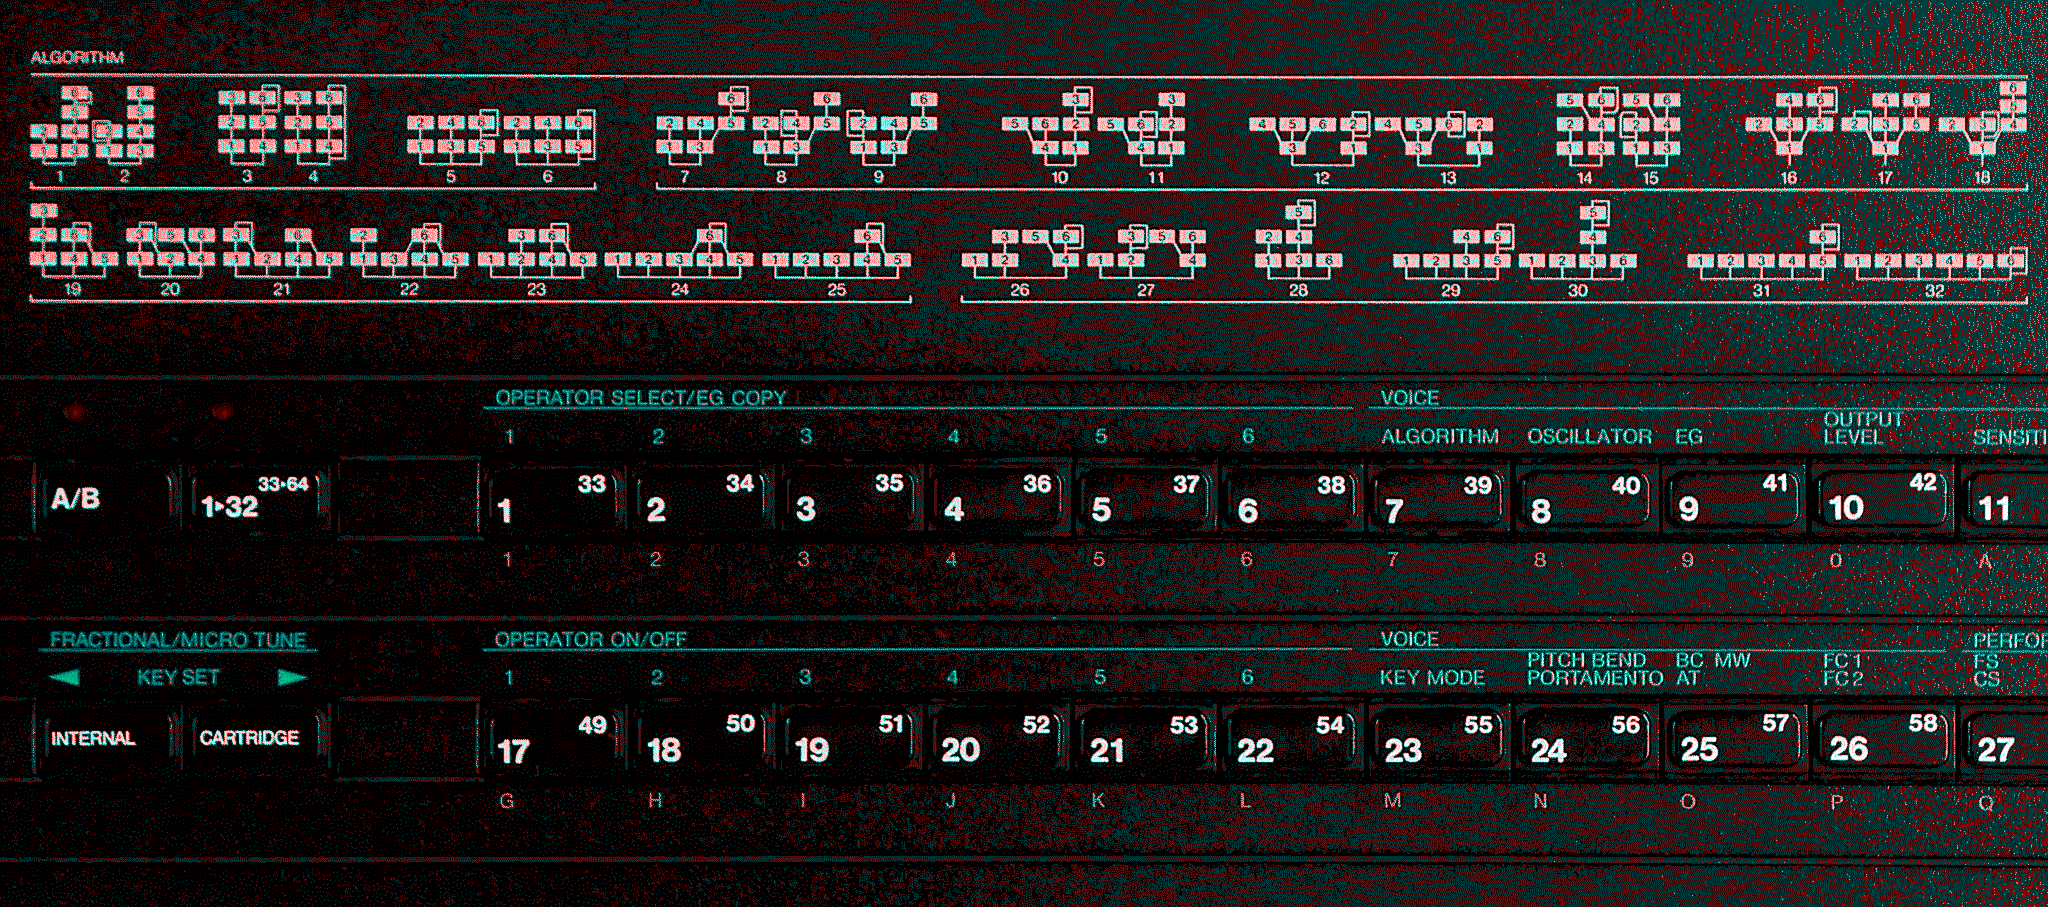 ALGORITHM
1 2 3 4 5 6 7 8 9 10 11 12 13 14 15 16 17 18
19 20 21 22 23 24 25 26 27 28 29 30 31 32
OPERATOR SELECT/EG COPY VOICE
1 2 3 4 5 6 ALGORITHM OSCILLATOR EG OUTPUT LEVEL SENSITI
A/B 1▸32 33▸64 1 33 2 34 3 35 4 36 5 37 6 38 7 39 8 40 9 41 10 42 11
1 2 3 4 5 6 7 8 9 0 A
FRACTIONAL/MICRO TUNE OPERATOR ON/OFF VOICE PERFOR
◀ KEY SET ▶ 1 2 3 4 5 6 KEY MODE PITCH BEND PORTAMENTO BC MW AT FC 1 FC 2 FS CS
INTERNAL CARTRIDGE 17 49 18 50 19 51 20 52 21 53 22 54 23 55 24 56 25 57 26 58 27
G H I J K L M N O P Q